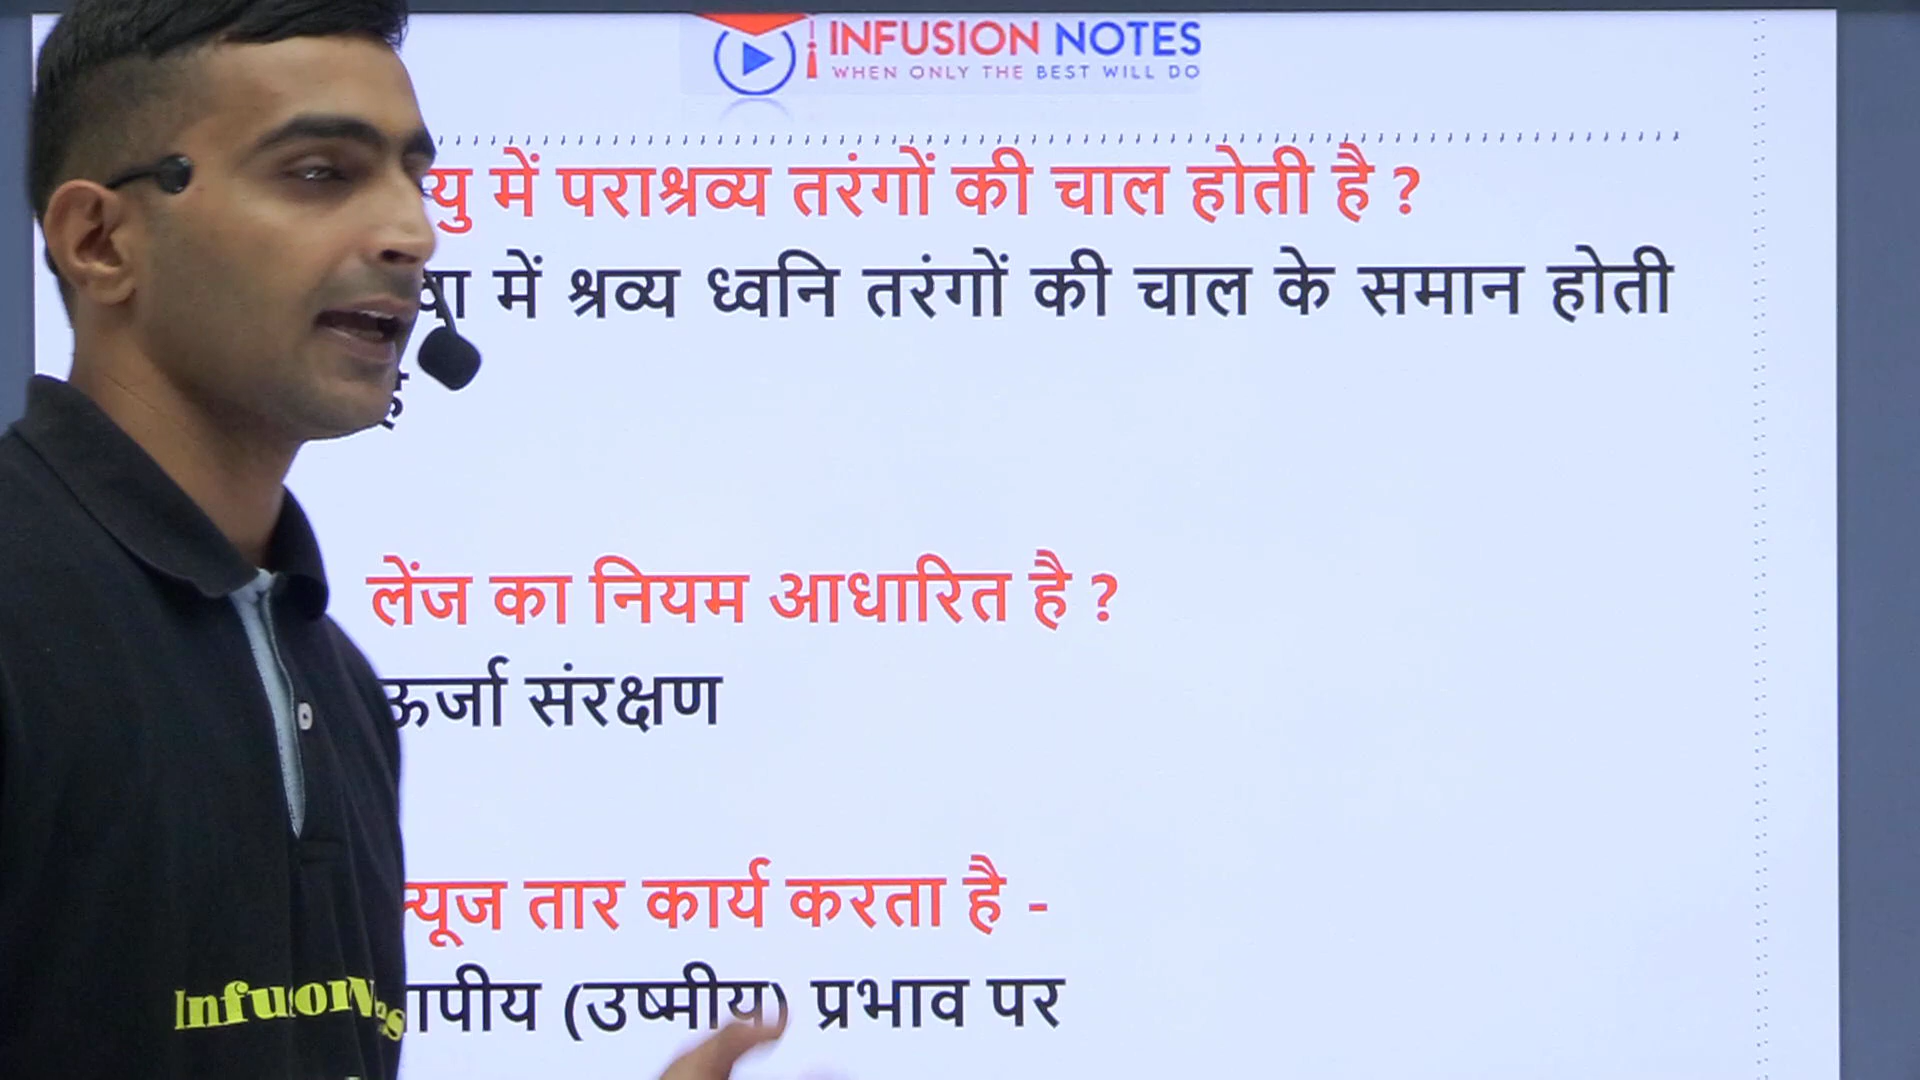 INFUSION NOTES
WHEN ONLY THE BEST WILL DO
में पराश्रव्य तरंगों की चाल होती है ?
में श्रव्य ध्वनि तरंगों की चाल के समान होती
लेंज का नियम आधारित है ?
ऊर्जा संरक्षण
तार कार्य करता है -
(उष्मीय) प्रभाव पर